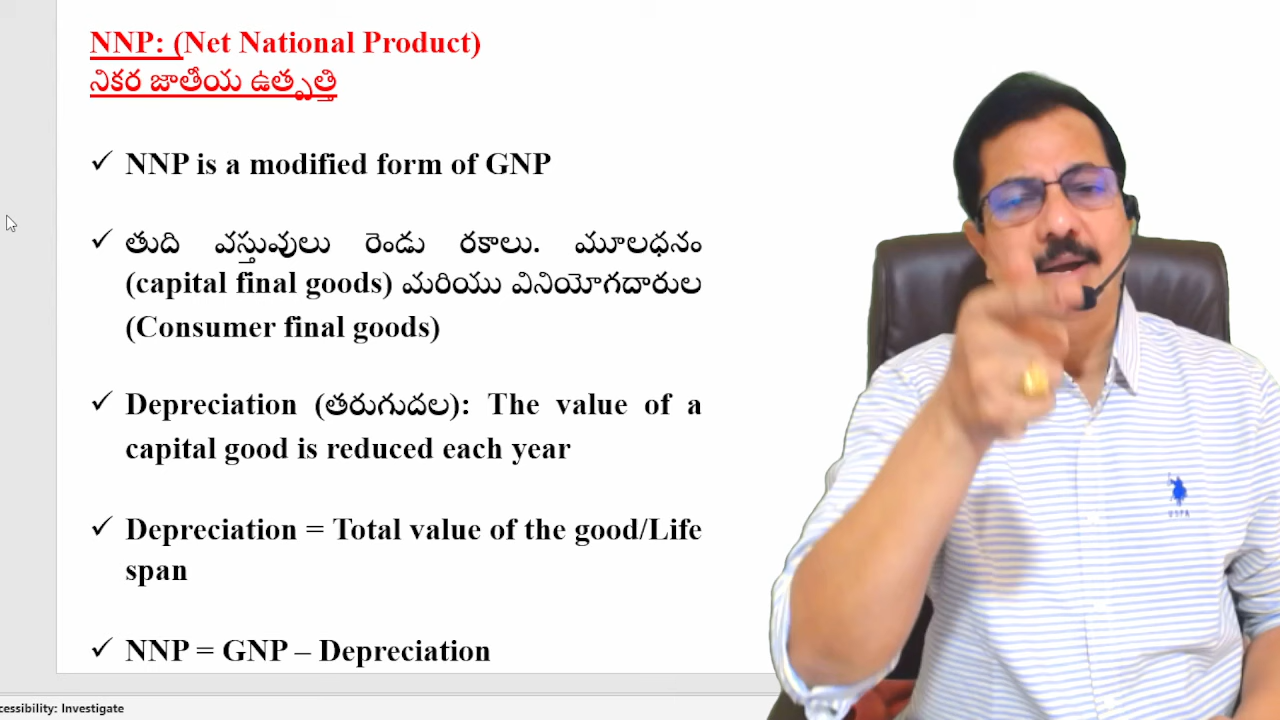 NNP: (Net National Product)
నికర జాతీయ ఉత్పత్తి
✓ NNP is a modified form of GNP
✓ తుది వస్తువులు రెండు రకాలు. మూలధనం
(capital final goods) మరియు వినియోగదారుల
(Consumer final goods)
✓ Depreciation (తరుగుదల): The value of a
capital good is reduced each year
✓ Depreciation = Total value of the good/Life
span
✓ NNP = GNP – Depreciation
cessibility: Investigate
USPA